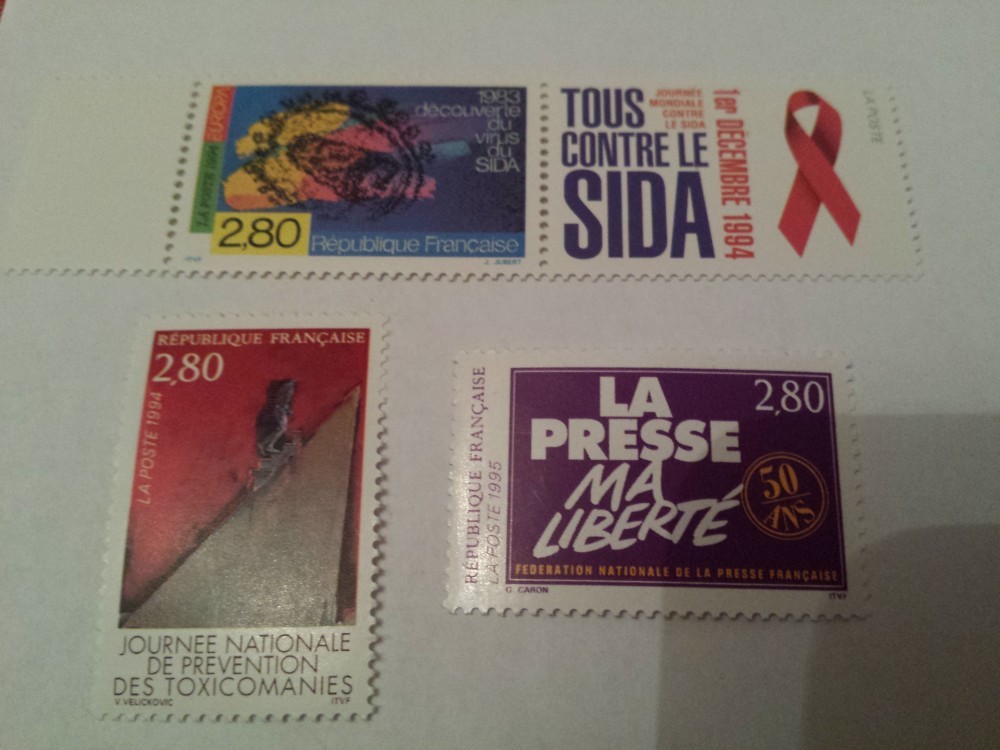 EUROPA
LA POSTE 1994
1983
découverte
du
virus
du
SIDA
2,80
République Française
ITVF
J. JUBERT
TOUS
CONTRE LE
SIDA
JOURNÉE
MONDIALE
CONTRE
LE SIDA
1er DÉCEMBRE 1994
LA POSTE
RÉPUBLIQUE FRANÇAISE
2,80
LA POSTE 1994
JOURNEE NATIONALE
DE PREVENTION
DES TOXICOMANIES
V.VELICKOVIC
ITVF
RÉPUBLIQUE FRANÇAISE
LA POSTE 1995
LA
PRESSE
MA
LIBERTÉ
2,80
50
ANS
FEDERATION NATIONALE DE LA PRESSE FRANÇAISE
G. CARON
ITVF